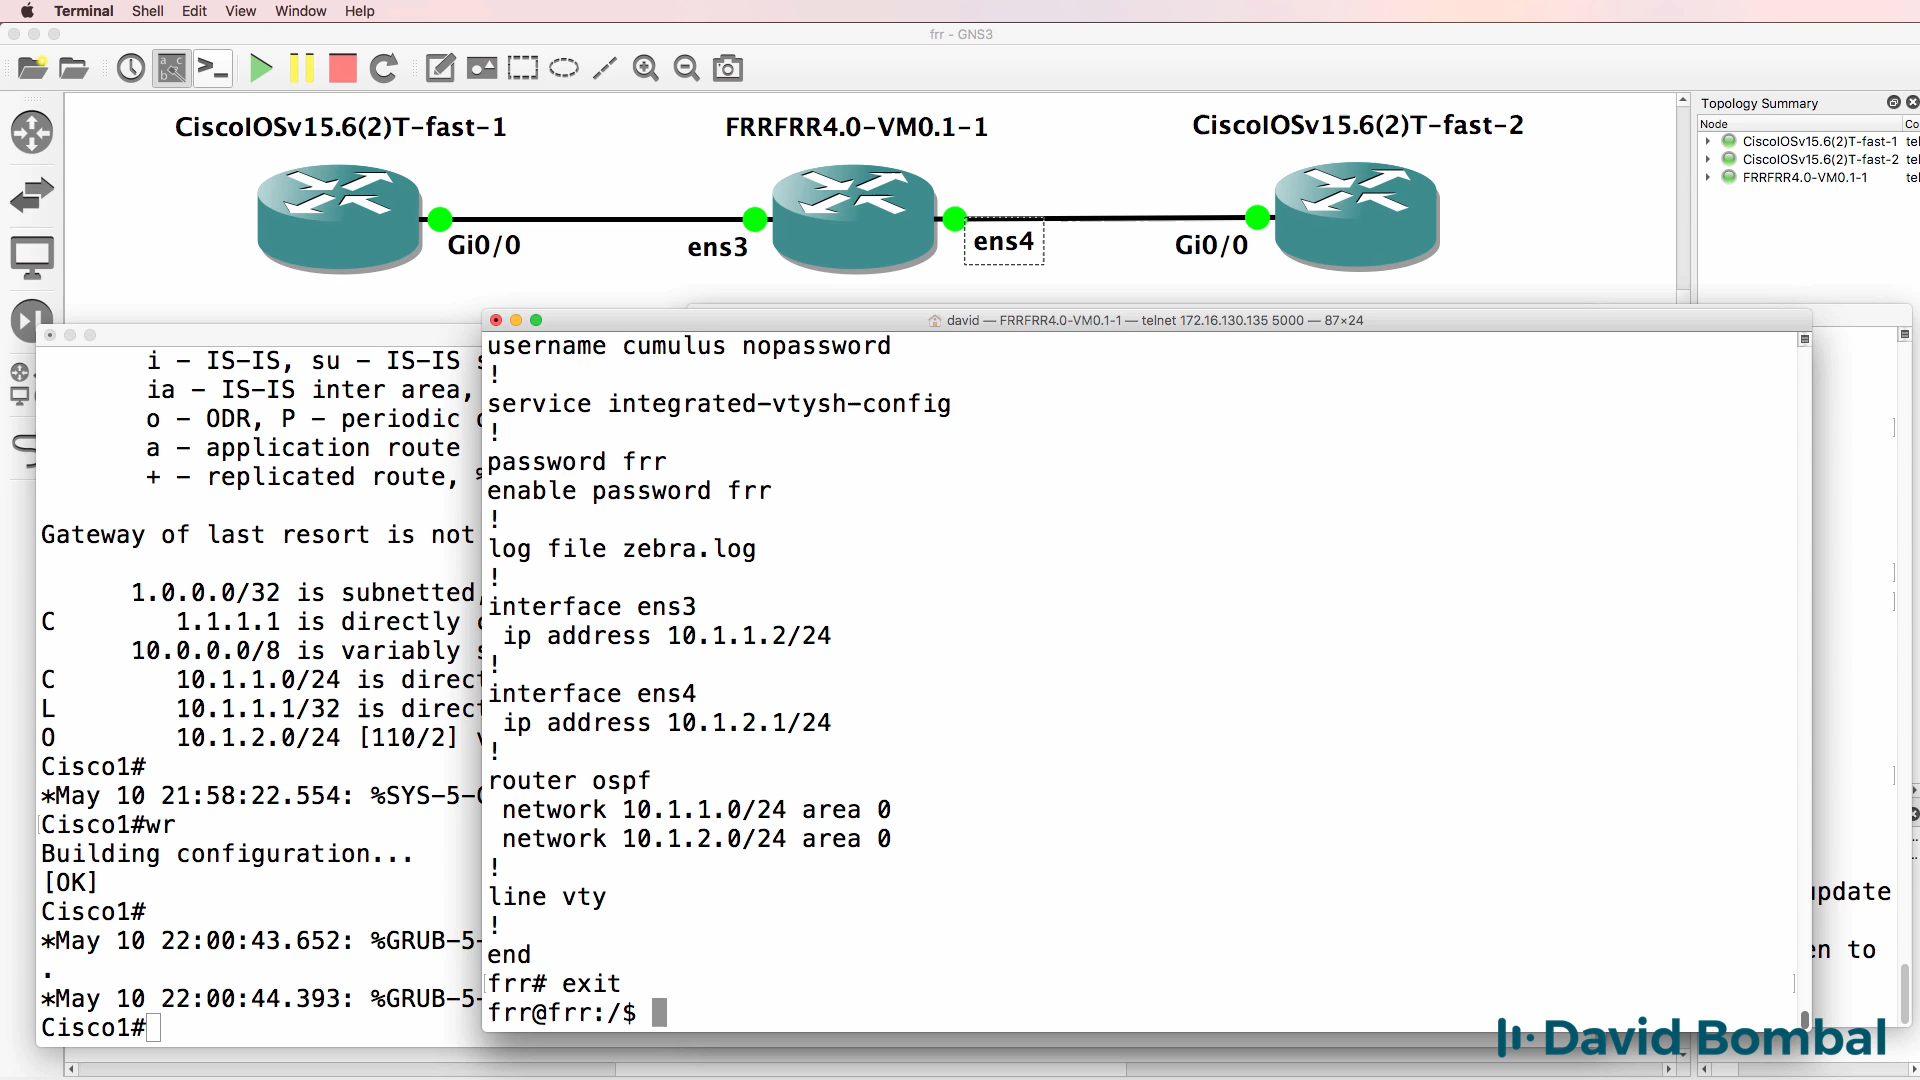 Terminal Shell Edit View Window Help
frr - GNS3
CiscoIOSv15.6(2)T-fast-1
FRRFRR4.0-VM0.1-1
CiscoIOSv15.6(2)T-fast-2
Gi0/0
ens3
ens4
Gi0/0
Topology Summary
Node
CiscoIOSv15.6(2)T-fast-1 tel
CiscoIOSv15.6(2)T-fast-2 tel
FRRFRR4.0-VM0.1-1 tel
i - IS-IS, su - IS-IS
ia - IS-IS inter area,
o - ODR, P - periodic
a - application route
+ - replicated route,
Gateway of last resort is not
1.0.0.0/32 is subnetted,
C 1.1.1.1 is directly
10.0.0.0/8 is variably
C 10.1.1.0/24 is direct
L 10.1.1.1/32 is direct
O 10.1.2.0/24 [110/2]
Cisco1#
*May 10 21:58:22.554: %SYS-5-
Cisco1#wr
Building configuration...
[OK]
Cisco1#
*May 10 22:00:43.652: %GRUB-5-
.
*May 10 22:00:44.393: %GRUB-5-
Cisco1#
david — FRRFRR4.0-VM0.1-1 — telnet 172.16.130.135 5000 — 87×24
username cumulus nopassword
!
service integrated-vtysh-config
!
password frr
enable password frr
!
log file zebra.log
!
interface ens3
ip address 10.1.1.2/24
!
interface ens4
ip address 10.1.2.1/24
!
router ospf
network 10.1.1.0/24 area 0
network 10.1.2.0/24 area 0
!
line vty
!
end
frr# exit
frr@frr:/$
update
en to
David Bombal